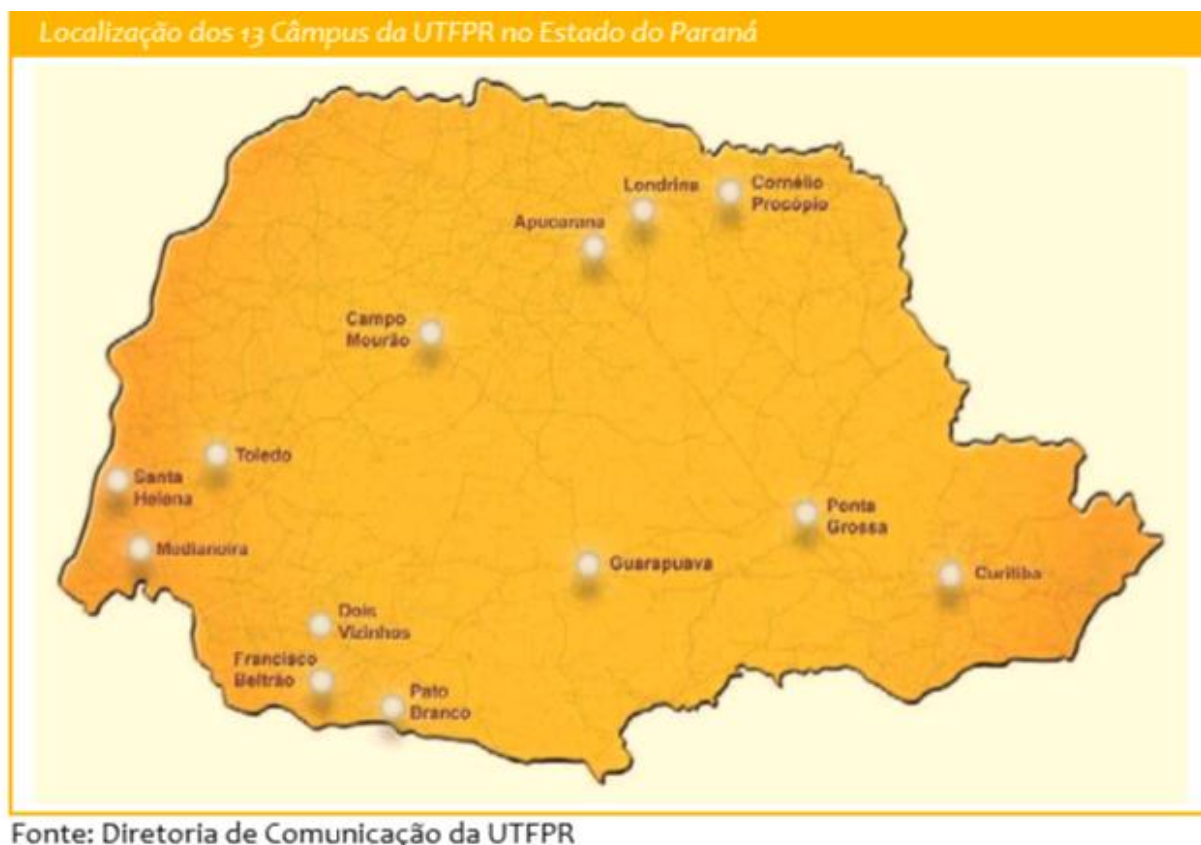 Localização dos 13 Câmpus da UTFPR no Estado do Paraná
Londrina
Cornélio
Procópio
Apucarana
Campo
Mourão
Toledo
Santa
Helena
Ponta
Grossa
Medianeira
Guarapuava
Curitiba
Dois
Vizinhos
Francisco
Beltrão
Pato
Branco
Fonte: Diretoria de Comunicação da UTFPR